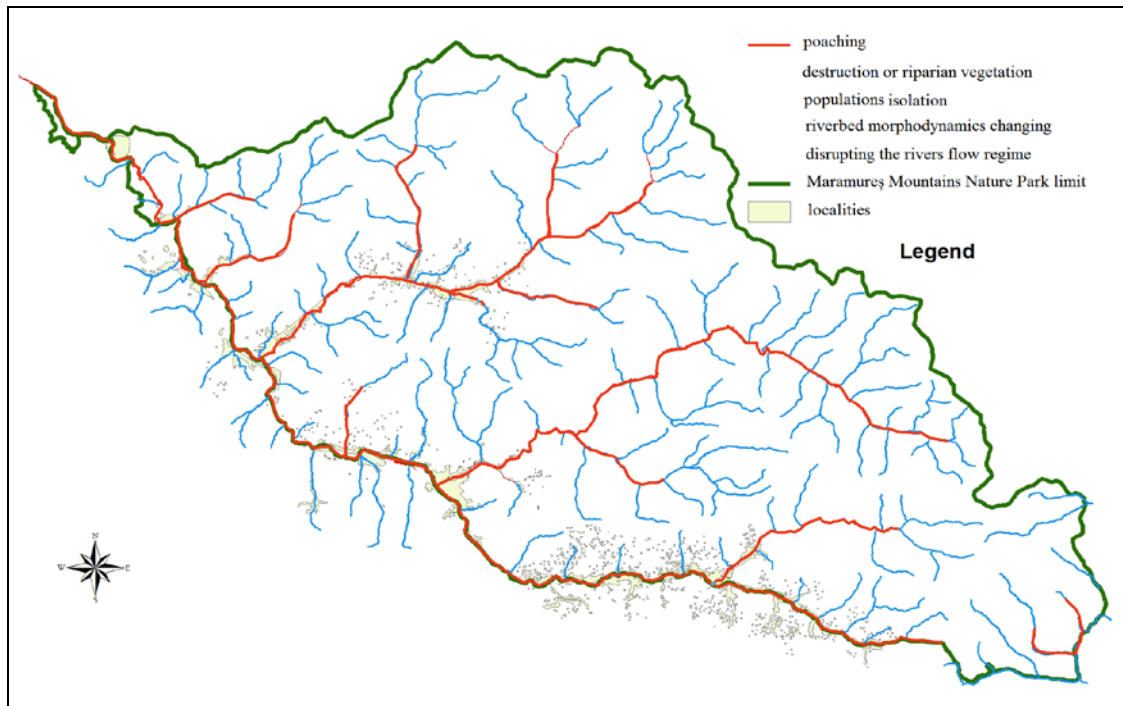 poaching
destruction or riparian vegetation
populations isolation
riverbed morphodynamics changing
disrupting the rivers flow regime
Maramureș Mountains Nature Park limit
localities
Legend
N
W E
S